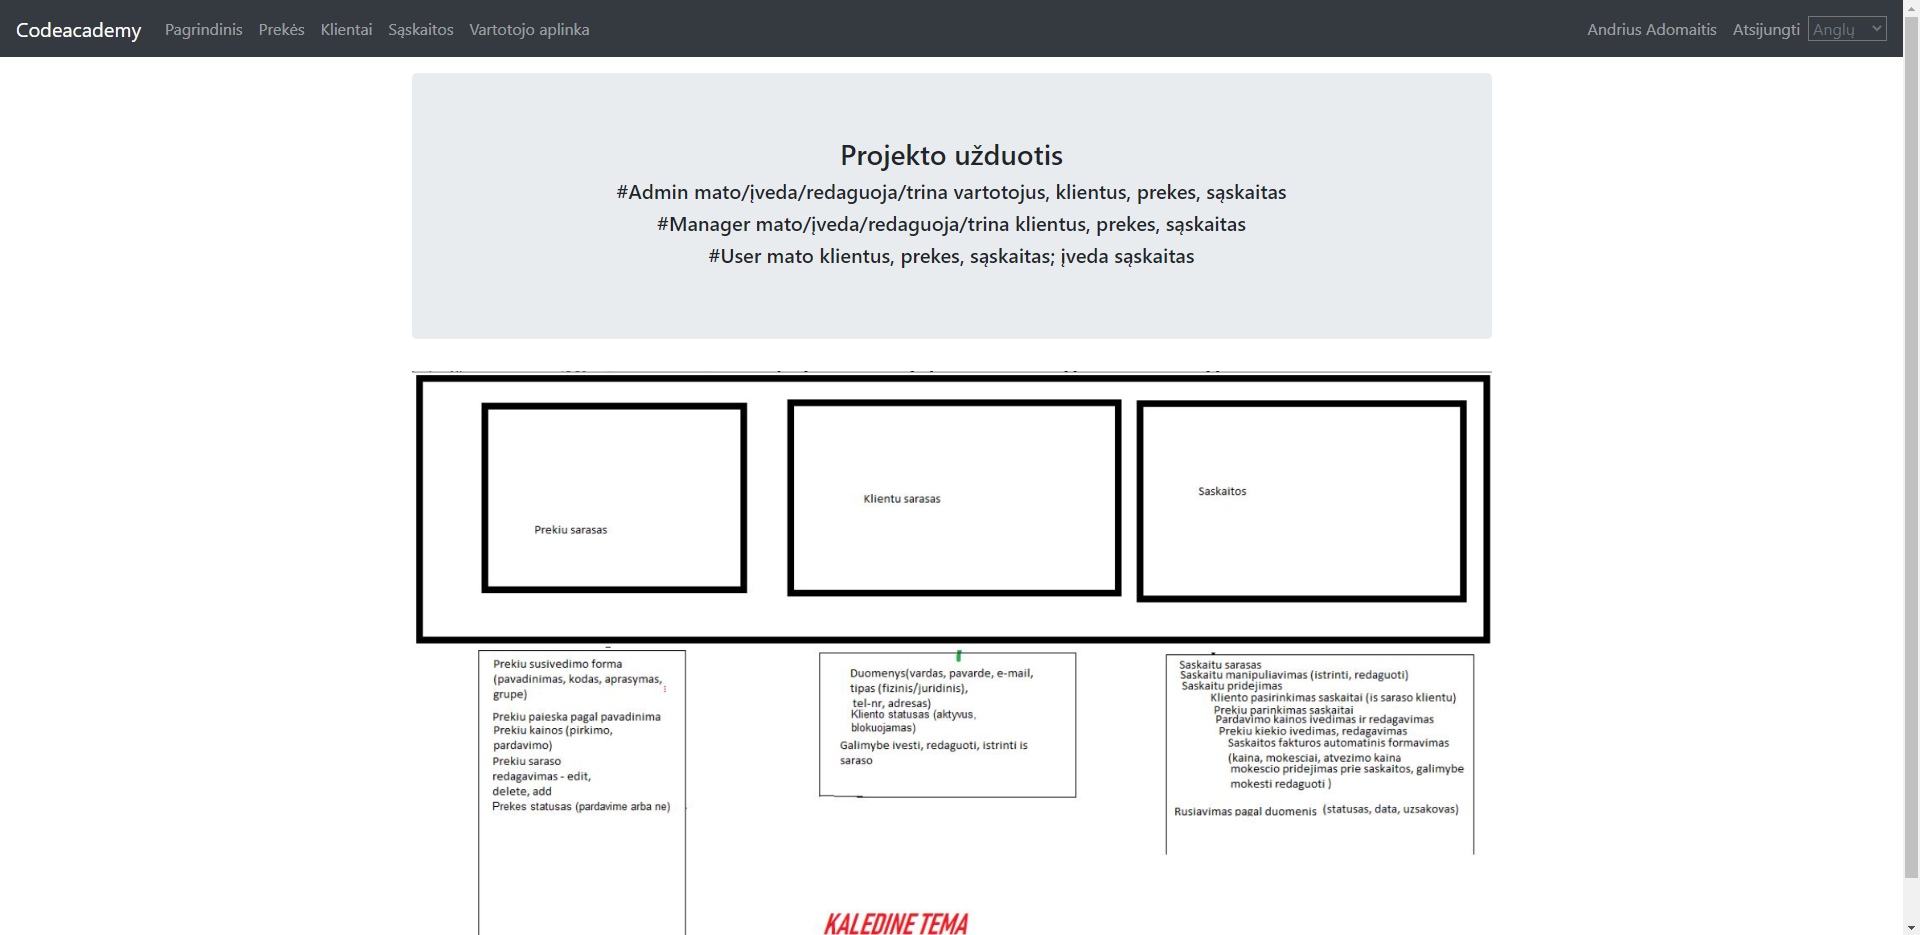 Codeacademy Pagrindinis Prekės Klientai Sąskaitos Vartotojo aplinka Andrius Adomaitis Atsijungti Anglų
Projekto užduotis
#Admin mato/įveda/redaguoja/trina vartotojus, klientus, prekes, sąskaitas
#Manager mato/įveda/redaguoja/trina klientus, prekes, sąskaitas
#User mato klientus, prekes, sąskaitas; įveda sąskaitas
Prekiu sarasas
Klientu sarasas
Saskaitos
Prekiu susivedimo forma
(pavadinimas, kodas, aprasymas,
grupe)
Prekiu paieska pagal pavadinima
Prekiu kainos (pirkimo,
pardavimo)
Prekiu saraso
redagavimas - edit,
delete, add
Prekes statusas (pardavime arba ne)
Duomenys(vardas, pavarde, e-mail,
tipas (fizinis/juridinis),
tel-nr, adresas)
Kliento statusas (aktyvus,
blokuojamas)
Galimybe ivesti, redaguoti, istrinti is
saraso
Saskaitu sarasas
Saskaitu manipuliavimas (istrinti, redaguoti)
Saskaitu pridejimas
Kliento pasirinkimas saskaitai (is saraso klientu)
Prekiu parinkimas saskaitai
Pardavimo kainos ivedimas ir redagavimas
Prekiu kiekio ivedimas, redagavimas
Saskaitos fakturos automatinis formavimas
(kaina, mokesciai, atvezimo kaina
mokescio pridejimas prie saskaitos, galimybe
mokesti redaguoti )
Rusiavimas pagal duomenis (statusas, data, uzsakovas)
KALEDINE TEMA